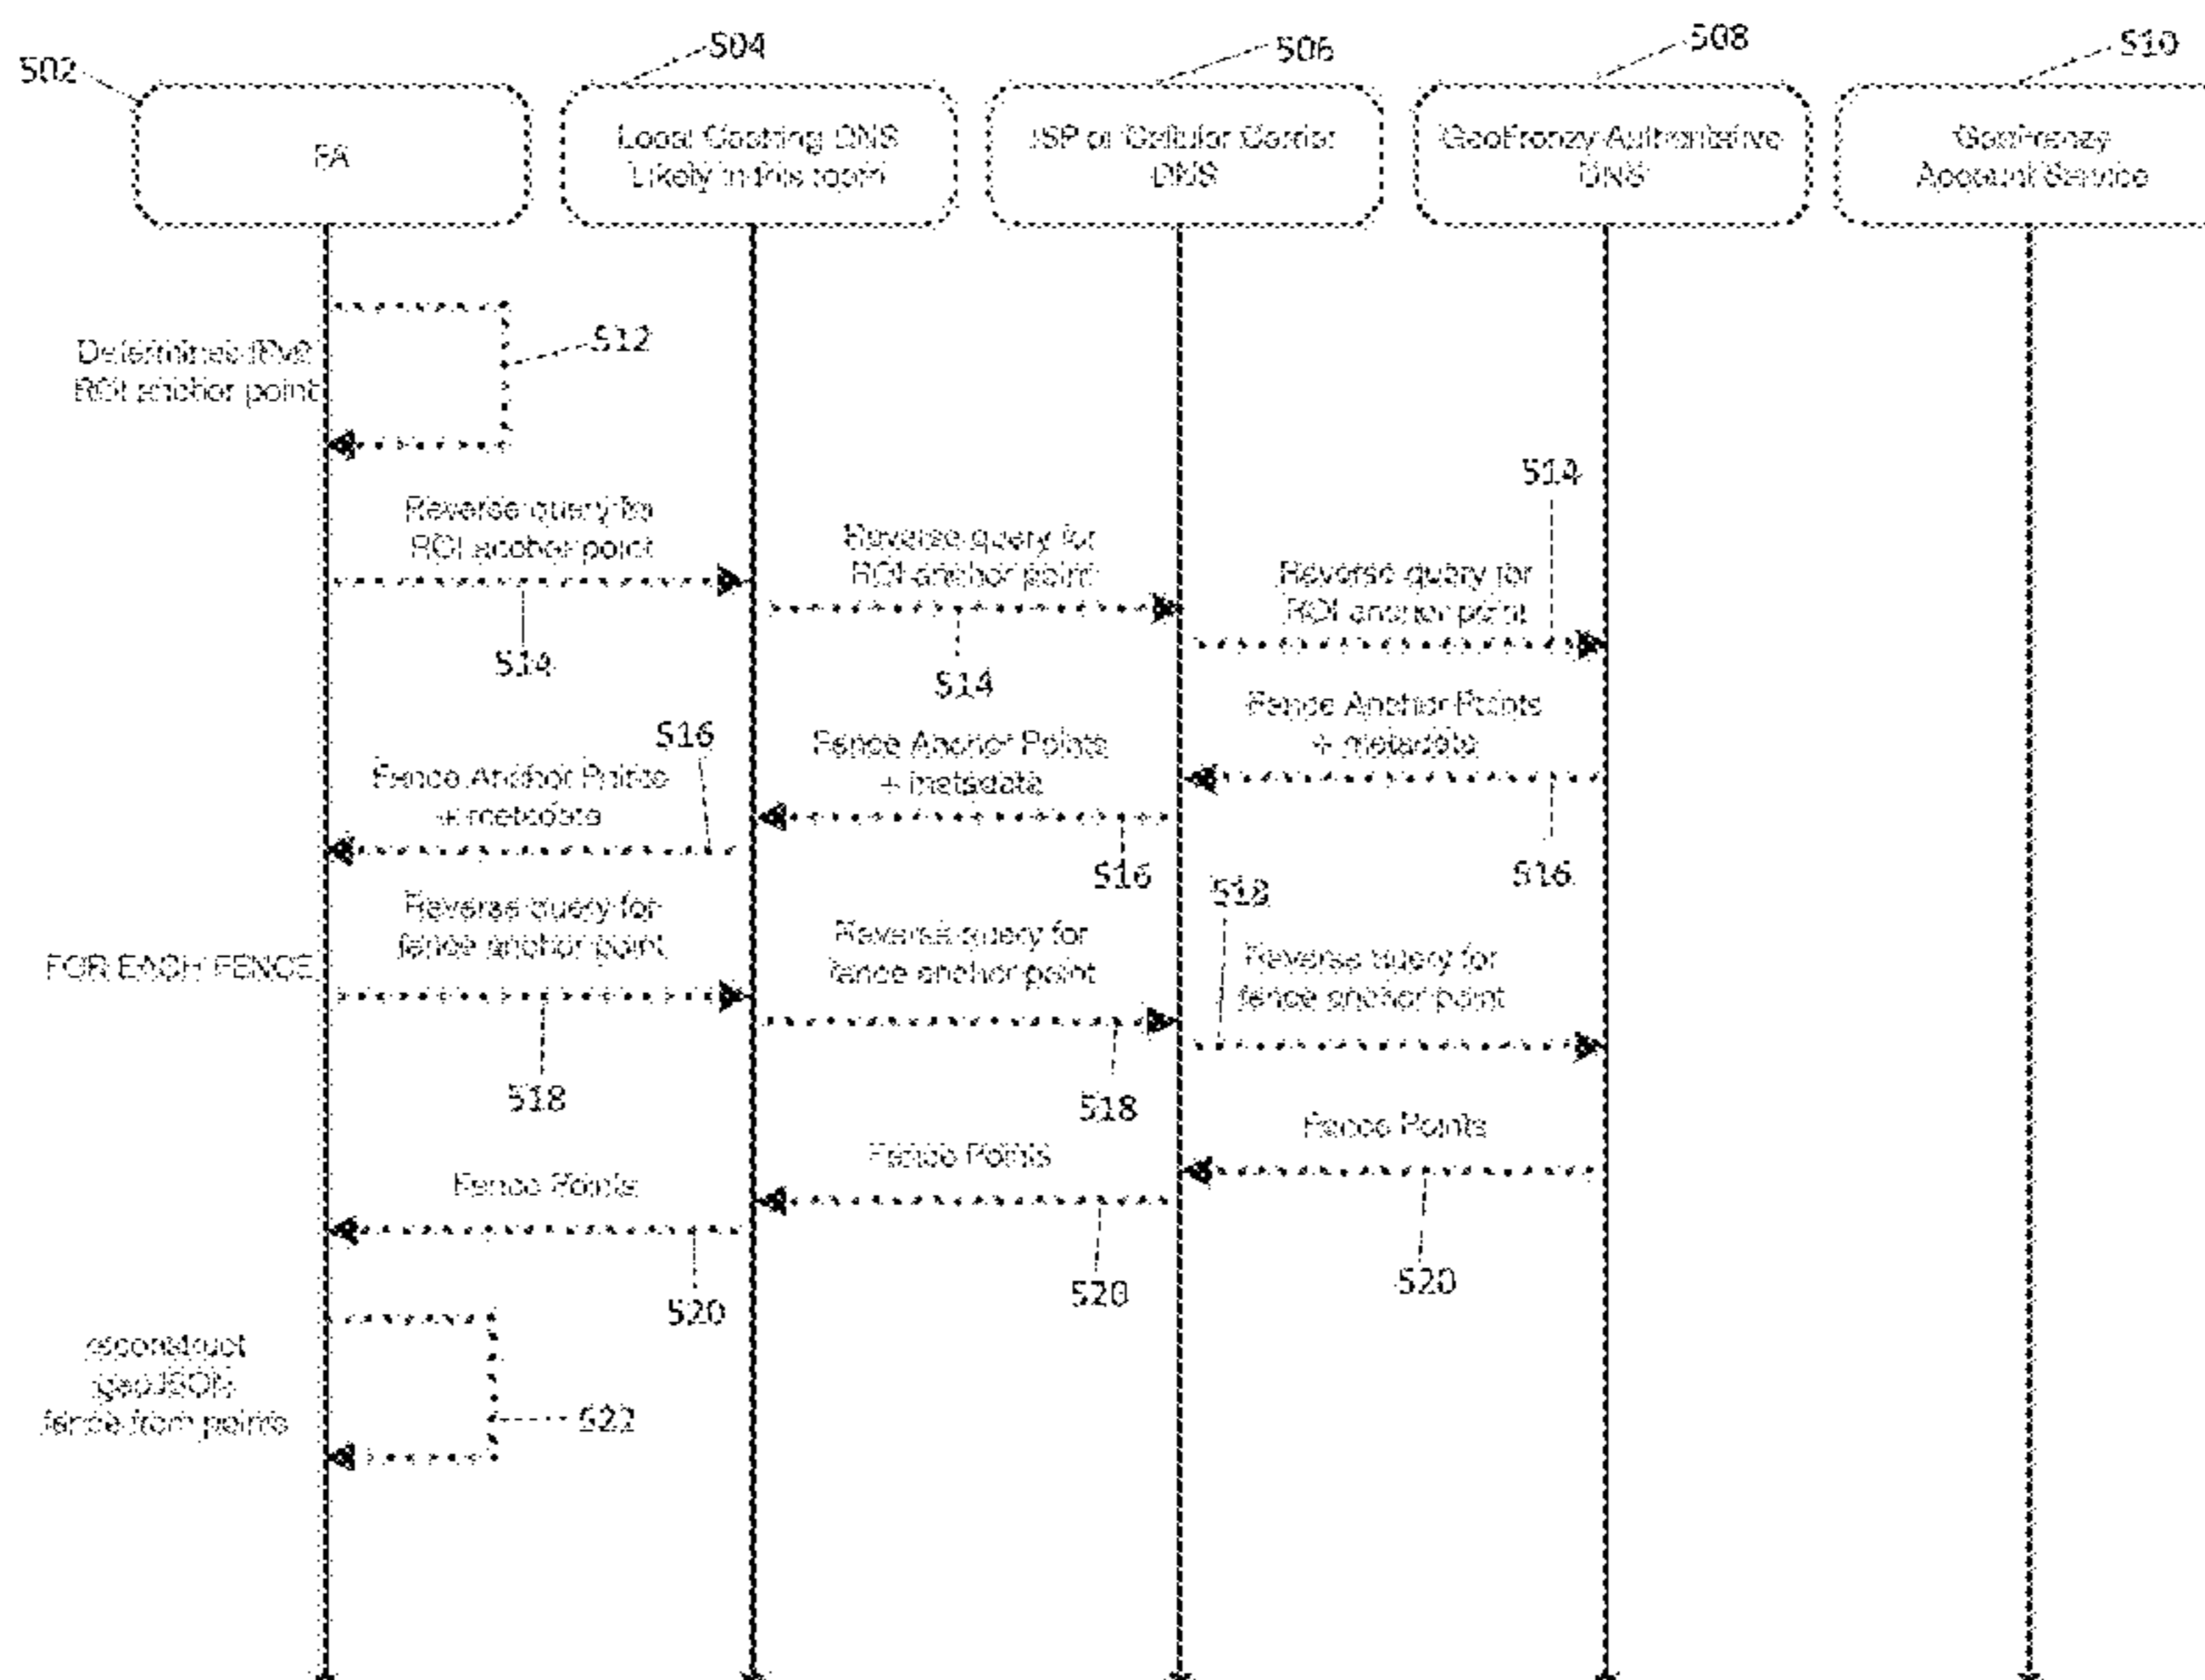 502
504
506
508
510
FA
Local Caching DNS
Likely in this room
ISP or Cellular Carrier
DNS
GeoFrenzy Authoritative
DNS
GeoFrenzy
Account Service
Determines IPv6
ROI anchor point
512
Reverse query for
ROI anchor point
514
Reverse query for
ROI anchor point
514
514
Reverse query for
ROI anchor point
Fence Anchor Points
+ metadata
516
Fence Anchor Points
+ metadata
516
516
Fence Anchor Points
+ metadata
FOR EACH FENCE
Reverse query for
fence anchor point
518
Reverse query for
fence anchor point
518
518
Reverse query for
fence anchor point
Fence Points
520
Fence Points
520
Fence Points
520
reconstruct
geoJSON
fence from points
522